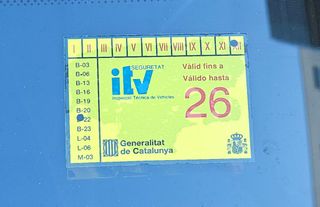 I II III IV V VI VII VIII IX X XI
B-03
B-06
B-13
B-16
B-19
B-20
22
B-23
L-04
L-06
M-03
SEGURETAT
itv
Inspecció Tècnica de Vehicles
Vàlid fins a
Válido hasta
26
Generalitat
de Catalunya